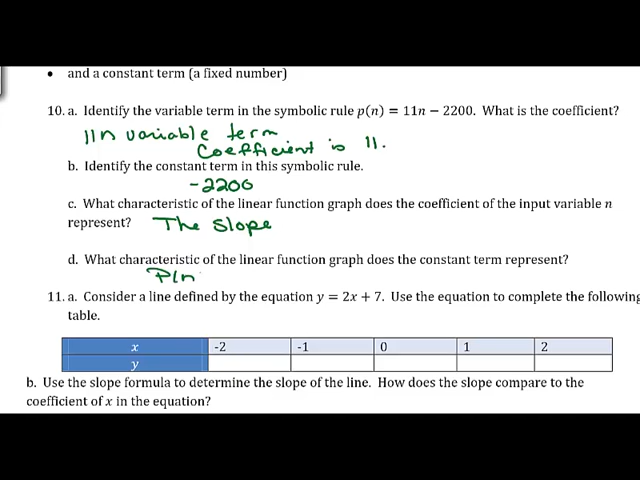 • and a constant term (a fixed number)
10. a. Identify the variable term in the symbolic rule p(n) = 11n − 2200. What is the coefficient?
11n variable term
Coefficient is 11.
b. Identify the constant term in this symbolic rule.
-2200
c. What characteristic of the linear function graph does the coefficient of the input variable n
represent? The slope
d. What characteristic of the linear function graph does the constant term represent?
P(n
11. a. Consider a line defined by the equation y = 2x + 7. Use the equation to complete the following
table.
x -2 -1 0 1 2
y
b. Use the slope formula to determine the slope of the line. How does the slope compare to the
coefficient of x in the equation?